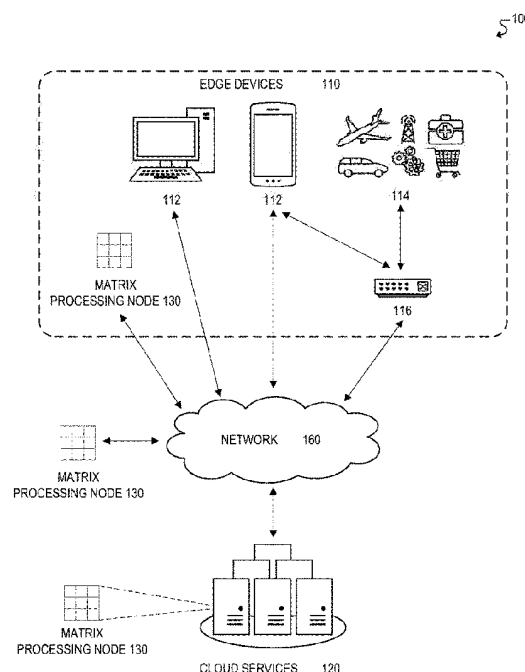 10
EDGE DEVICES 110
112
112
114
MATRIX
PROCESSING NODE 130
116
NETWORK 160
MATRIX
PROCESSING NODE 130
MATRIX
PROCESSING NODE 130
CLOUD SERVICES 120